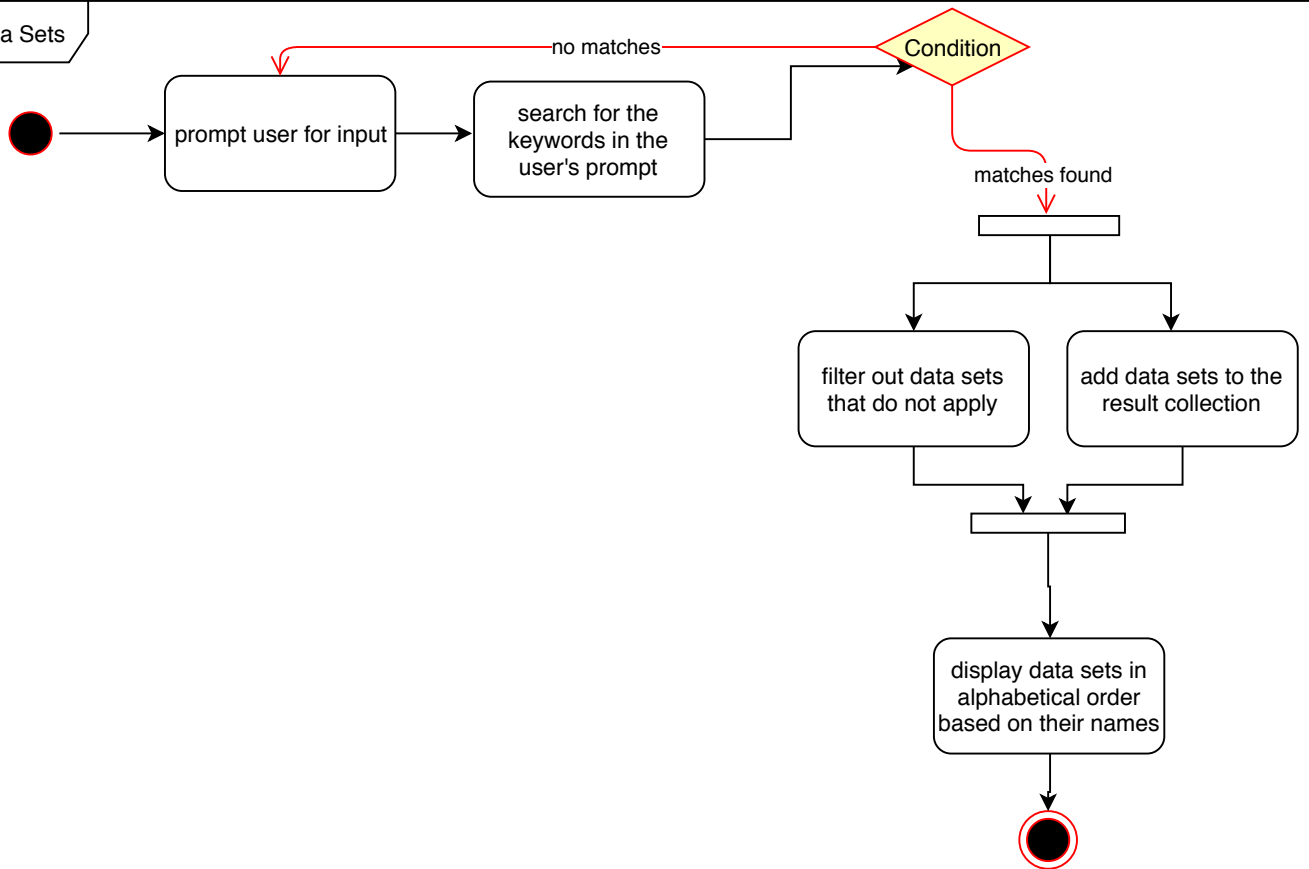 a Sets
no matches
Condition
prompt user for input
search for the
keywords in the
user's prompt
matches found
filter out data sets
that do not apply
add data sets to the
result collection
display data sets in
alphabetical order
based on their names